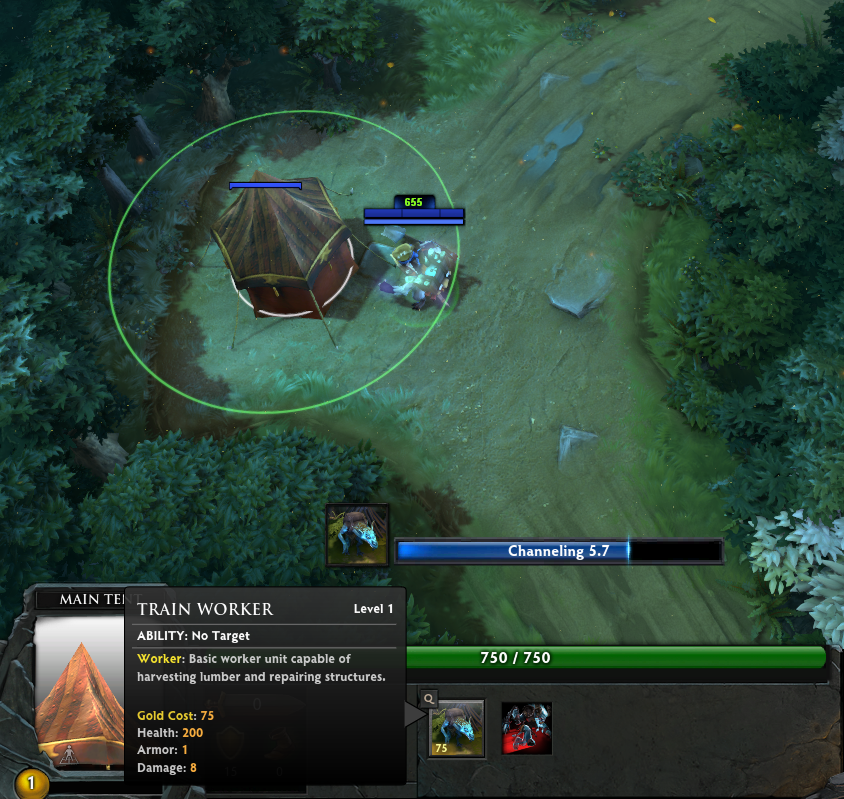 655
Channeling 5.7
MAIN TEN
TRAIN WORKER
Level 1
ABILITY: No Target
Worker: Basic worker unit capable of
harvesting lumber and repairing structures.
Gold Cost: 75
Health: 200
Armor: 1
Damage: 8
750 / 750
75
1